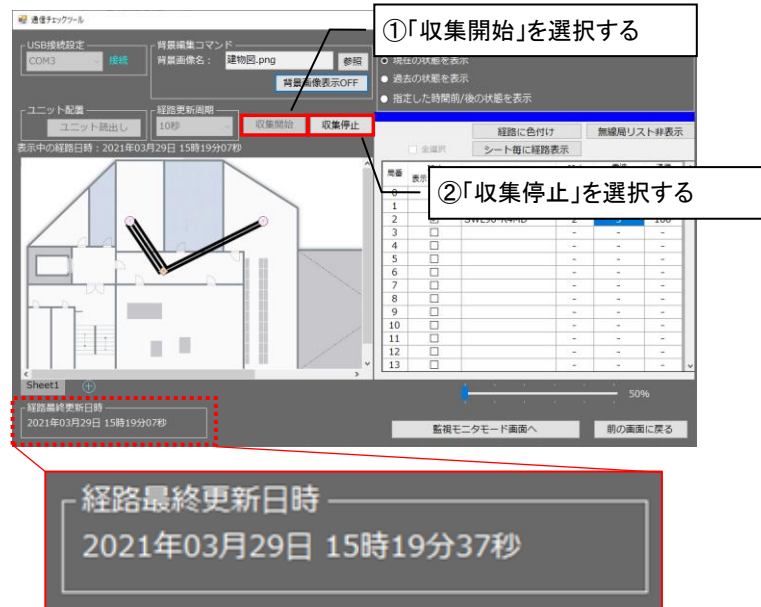 通信チェックツール
①「収集開始」を選択する
USB接続設定
COM3 接続
背景編集コマンド
背景画像名： 建物図.png 参照
背景画像表示OFF
現在の状態を表示
過去の状態を表示
指定した時間前/後の状態を表示
ユニット配置
ユニット読出し
経路更新周期
10秒
収集開始 収集停止
経路に色付け 無線局リスト非表示
全選択 シート毎に経路表示
表示中の経路日時：2021年03月29日 15時19分07秒
局番
②「収集停止」を選択する
0
1
2 2 5 100
3 - - -
4 - - -
5 - - -
6 - - -
7 - - -
8 - - -
9 - - -
10 - - -
11 - - -
12 - - -
13 - - -
Sheet1
50%
経路最終更新日時
2021年03月29日 15時19分07秒
監視モニタモード画面へ 前の画面に戻る
経路最終更新日時
2021年03月29日 15時19分37秒